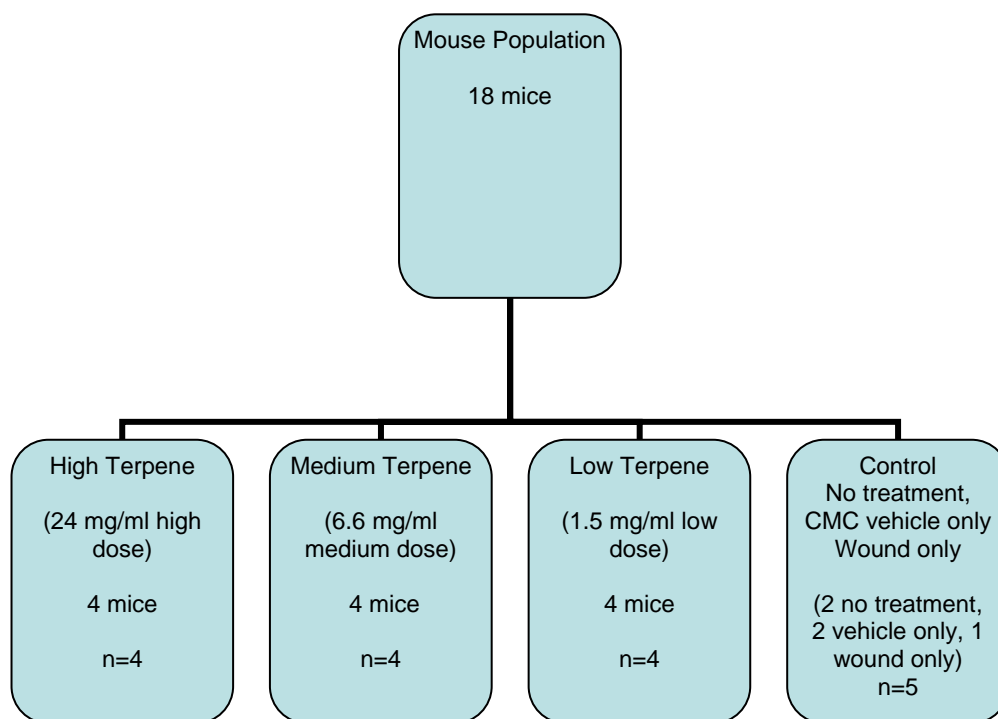 Mouse Population
18 mice
High Terpene
(24 mg/ml high
dose)
4 mice
n=4
Medium Terpene
(6.6 mg/ml
medium dose)
4 mice
n=4
Low Terpene
(1.5 mg/ml low
dose)
4 mice
n=4
Control
No treatment,
CMC vehicle only
Wound only
(2 no treatment,
2 vehicle only, 1
wound only)
n=5